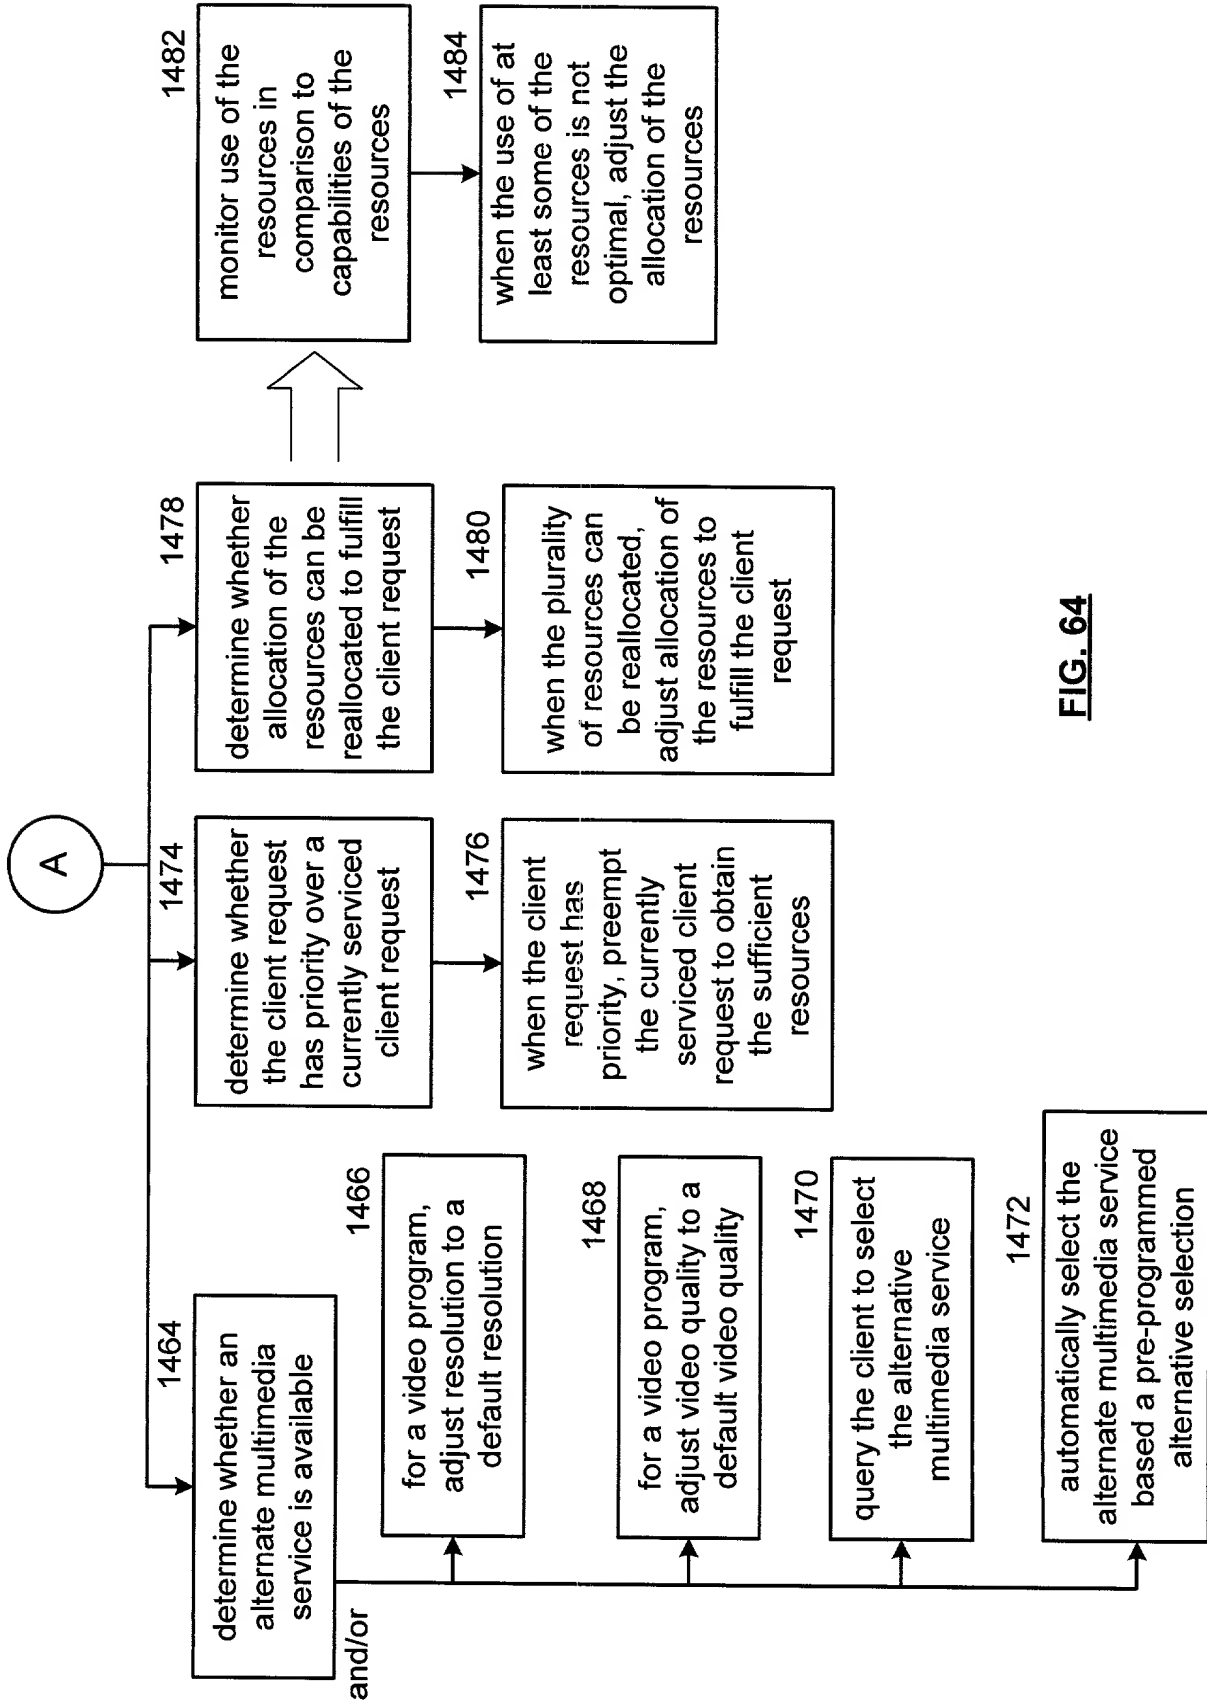 A
1464
determine whether an
alternate multimedia
service is available
and/or
1466
for a video program,
adjust resolution to a
default resolution
1468
for a video program,
adjust video quality to a
default video quality
1470
query the client to select
the alternative
multimedia service
1472
automatically select the
alternate multimedia service
based a pre-programmed
alternative selection
1474
determine whether
the client request
has priority over a
currently serviced
client request
1476
when the client
request has
priority, preempt
the currently
serviced client
request to obtain
the sufficient
resources
1478
determine whether
allocation of the
resources can be
reallocated to fulfill
the client request
1480
when the plurality
of resources can
be reallocated,
adjust allocation of
the resources to
fulfill the client
request
1482
monitor use of the
resources in
comparison to
capabilities of the
resources
1484
when the use of at
least some of the
resources is not
optimal, adjust the
allocation of the
resources
FIG. 64